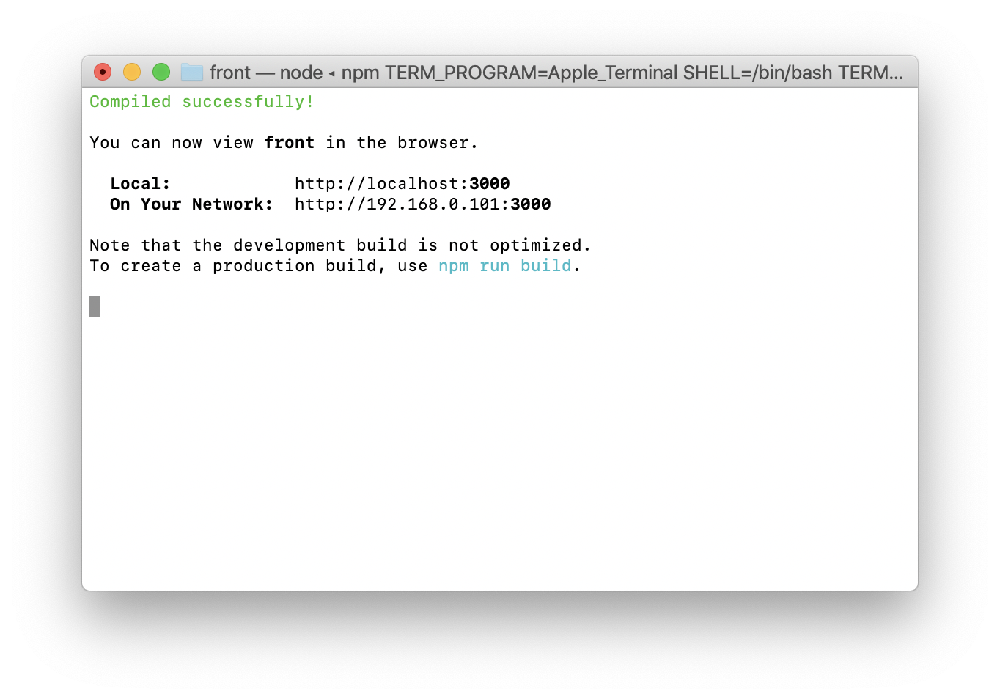 front — node ◂ npm TERM_PROGRAM=Apple_Terminal SHELL=/bin/bash TERM...
Compiled successfully!
You can now view front in the browser.
Local: http://localhost:3000
On Your Network: http://192.168.0.101:3000
Note that the development build is not optimized.
To create a production build, use npm run build.